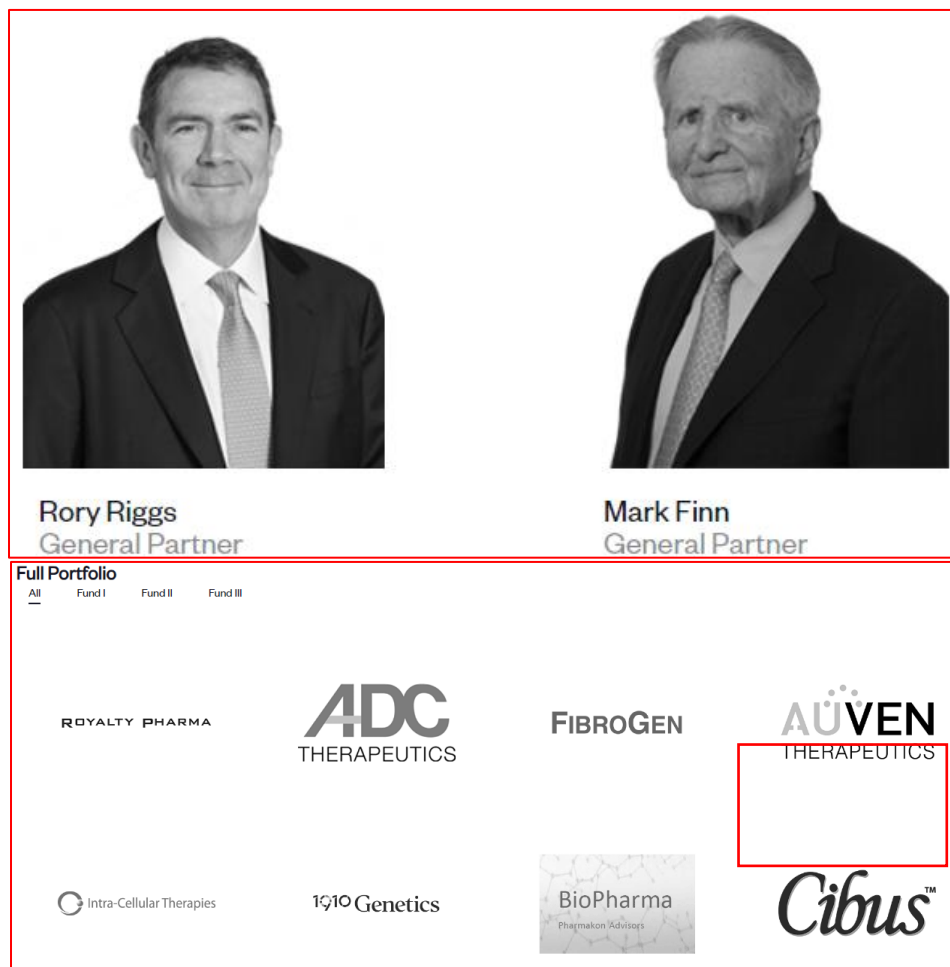 Rory Riggs
General Partner
Mark Finn
General Partner
Full Portfolio
All Fund I Fund II Fund III
ROYALTY PHARMA
ADC
THERAPEUTICS
FIBROGEN
AÜVEN
THERAPEUTICS
Intra-Cellular Therapies
1910 Genetics
BioPharma
Pharmakon Advisors
Cibus™